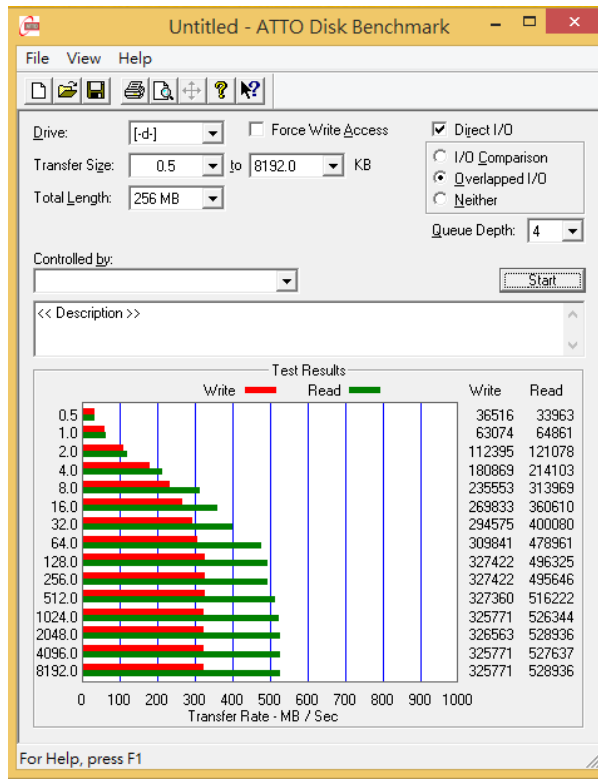 Untitled - ATTO Disk Benchmark
File View Help
Drive: [-d-] Force Write Access Direct I/O
Transfer Size: 0.5 to 8192.0 KB I/O Comparison
Overlapped I/O
Total Length: 256 MB Neither
Queue Depth: 4
Controlled by:
Start
<< Description >>
Test Results
Write Read Write Read
0.5 36516 33963
1.0 63074 64861
2.0 112395 121078
4.0 180869 214103
8.0 235553 313969
16.0 269833 360610
32.0 294575 400080
64.0 309841 478961
128.0 327422 496325
256.0 327422 495646
512.0 327360 516222
1024.0 325771 526344
2048.0 326563 528936
4096.0 325771 527637
8192.0 325771 528936
0 100 200 300 400 500 600 700 800 900 1000
Transfer Rate - MB / Sec
For Help, press F1